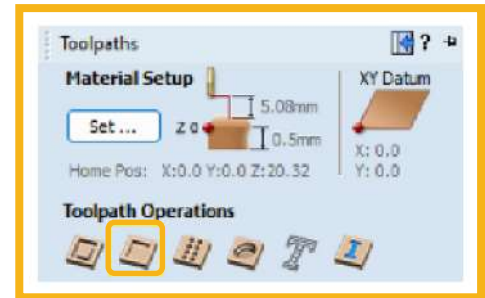 Toolpaths ?
Material Setup XY Datum
5.08mm
Set ... Z 0
0.5mm
X: 0.0
Home Pos: X:0.0 Y:0.0 Z:20.32 Y: 0.0
Toolpath Operations